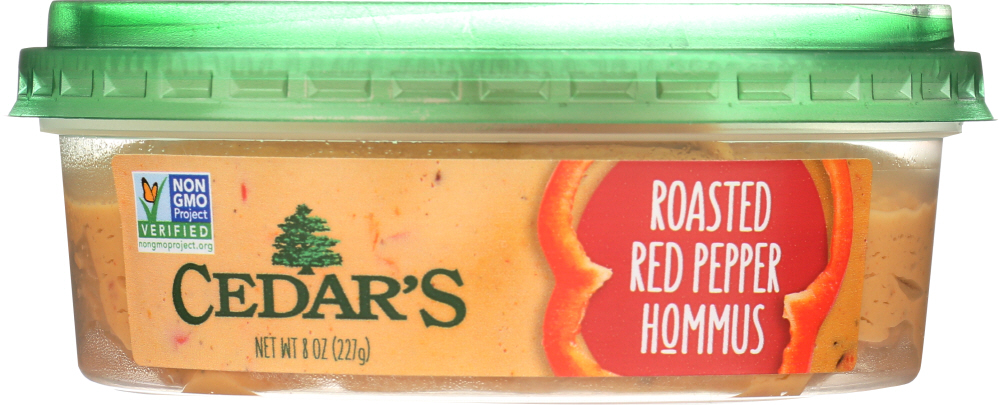 NON
GMO
Project
VERIFIED
nongmoproject.org
CEDAR'S
NET WT 8 OZ (227g)
ROASTED
RED PEPPER
HOMMUS